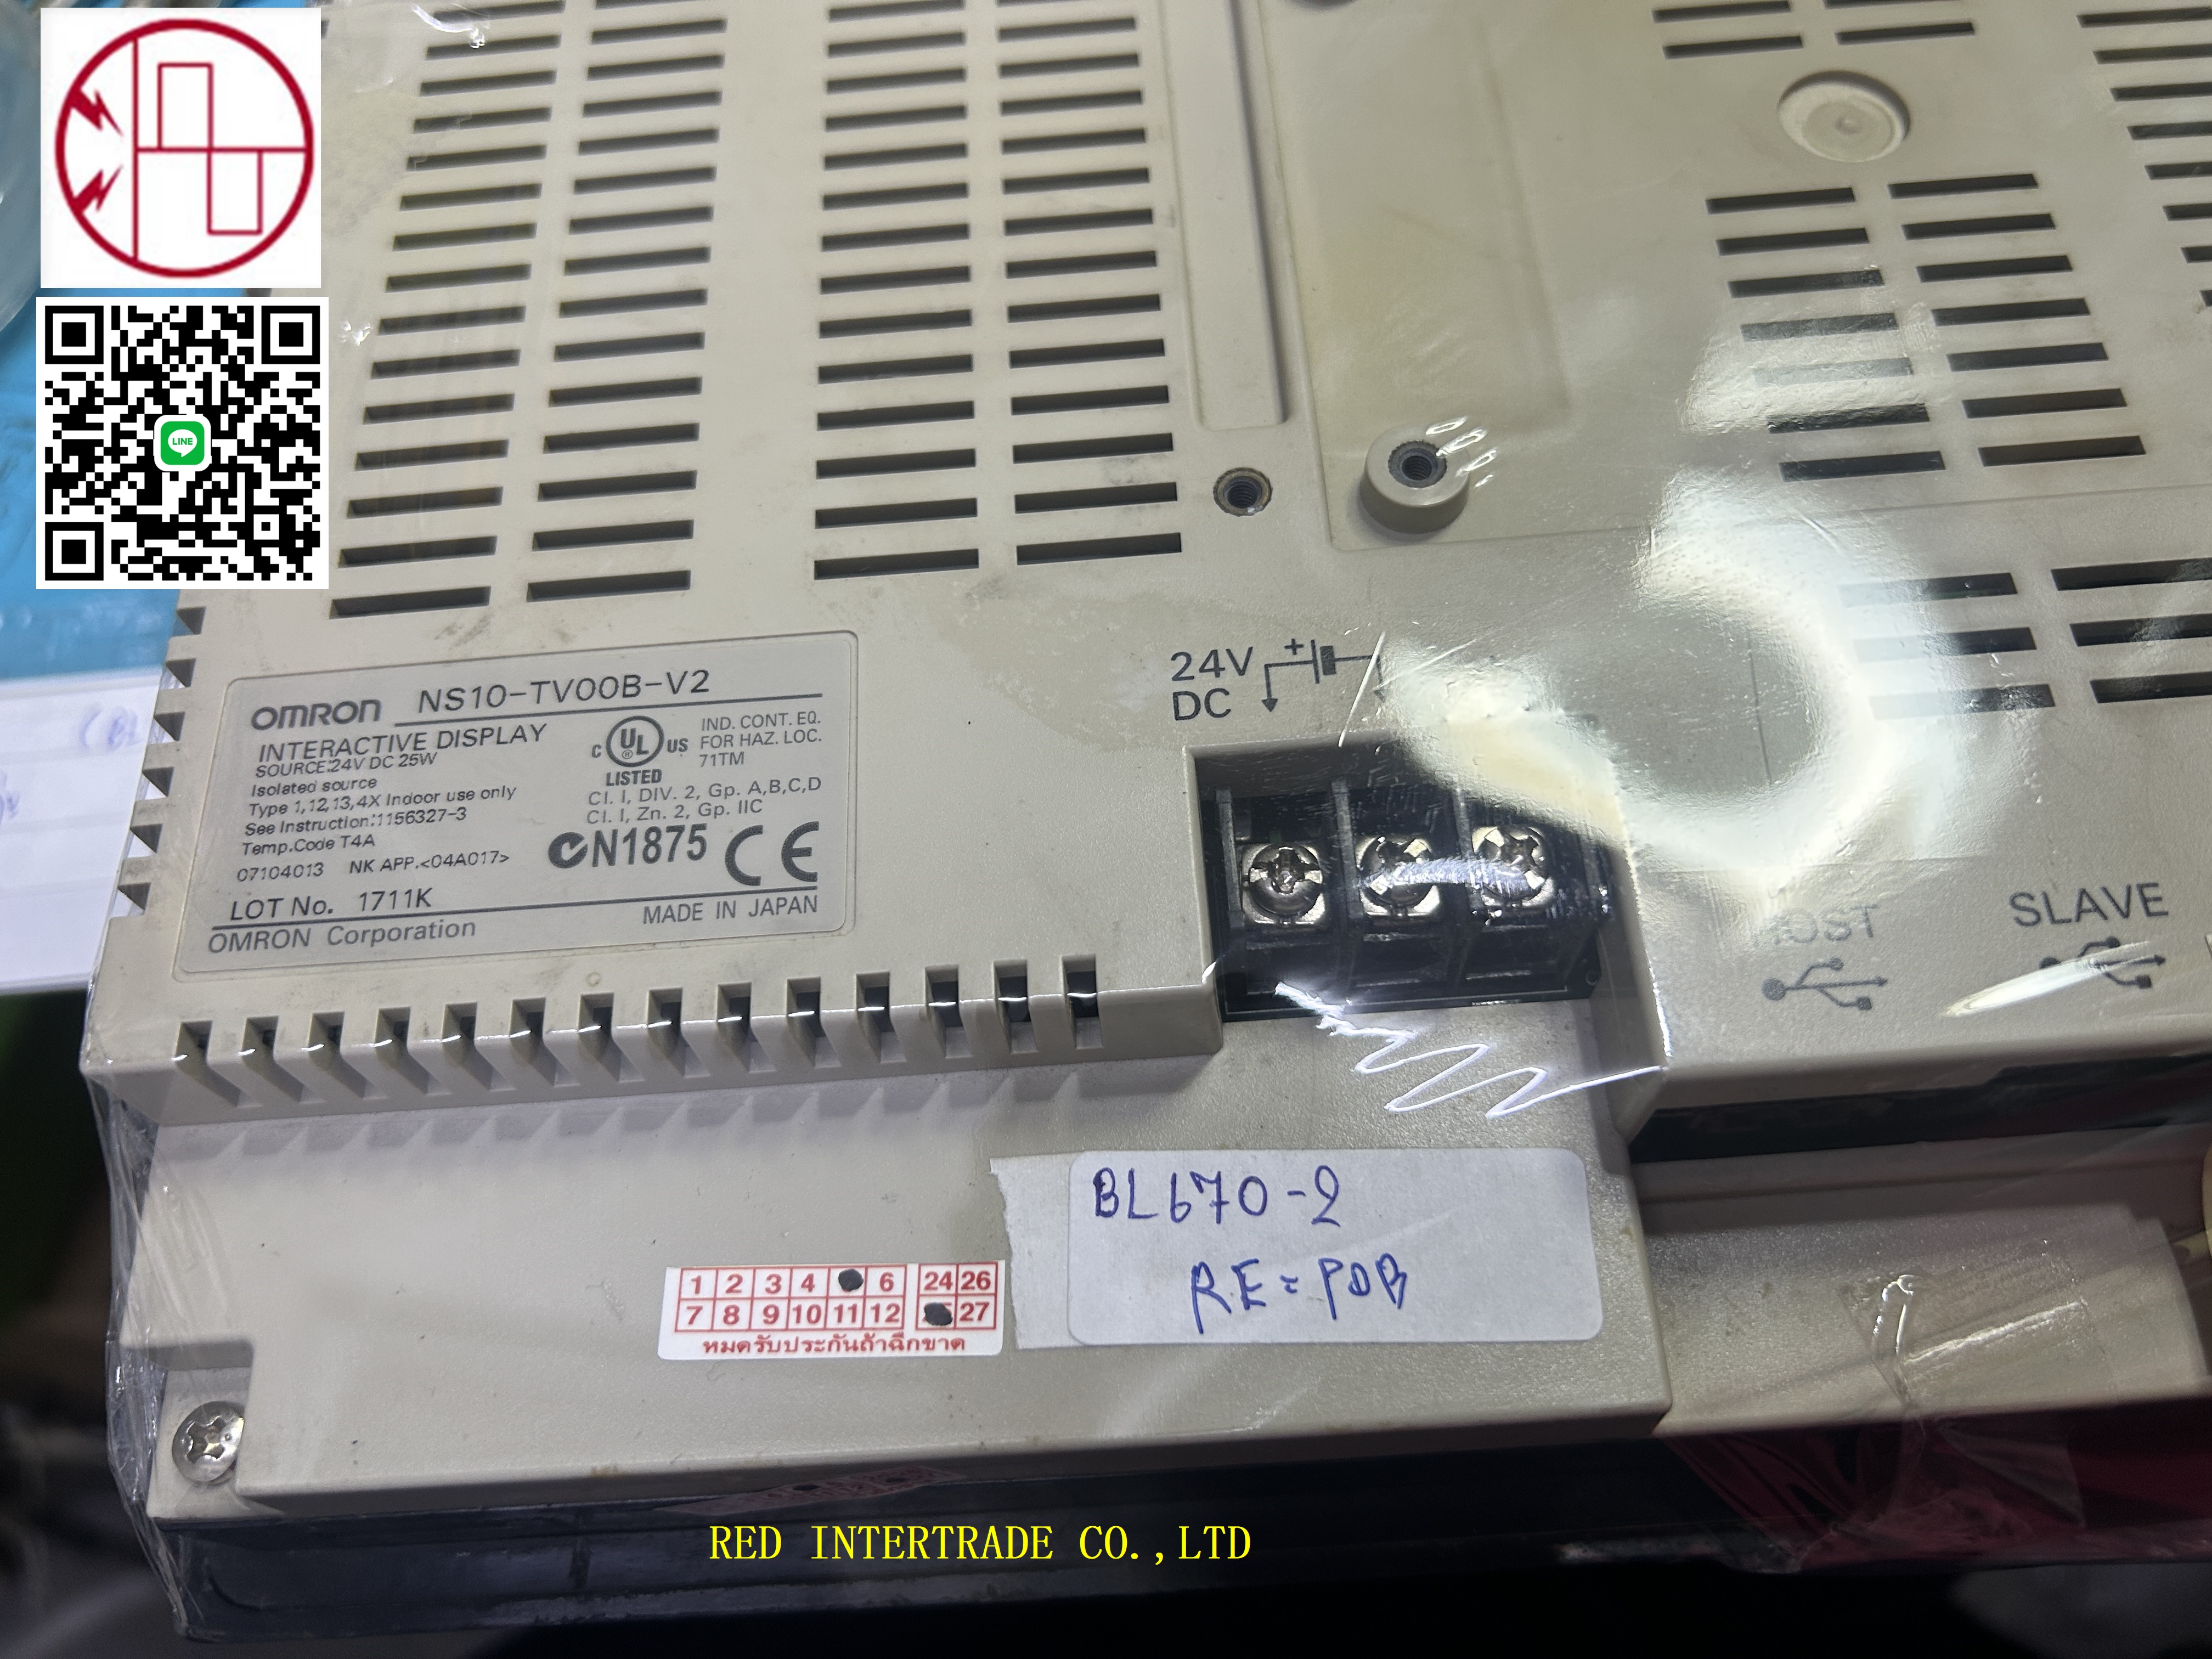 LINE
OMRON NS10-TV00B-V2
INTERACTIVE DISPLAY
SOURCE:24V DC 25W
Isolated source
Type 1,12,13,4X Indoor use only
See Instruction:1156327-3
Temp.Code T4A
07104013 NK APP.<04A017>
C UL ® US
LISTED
IND. CONT. EQ.
FOR HAZ. LOC.
71TM
Cl. I, DIV. 2, Gp. A,B,C,D
Cl. I, Zn. 2, Gp. IIC
N1875 CE
LOT No. 1711K
OMRON Corporation
MADE IN JAPAN
24V
DC
+
HOST
SLAVE
BL670-2
RE=PDB
1 2 3 4 6 24 26
7 8 9 10 11 12 27
หมดรับประกันถ้าฉีกขาด
RED INTERTRADE CO.,LTD